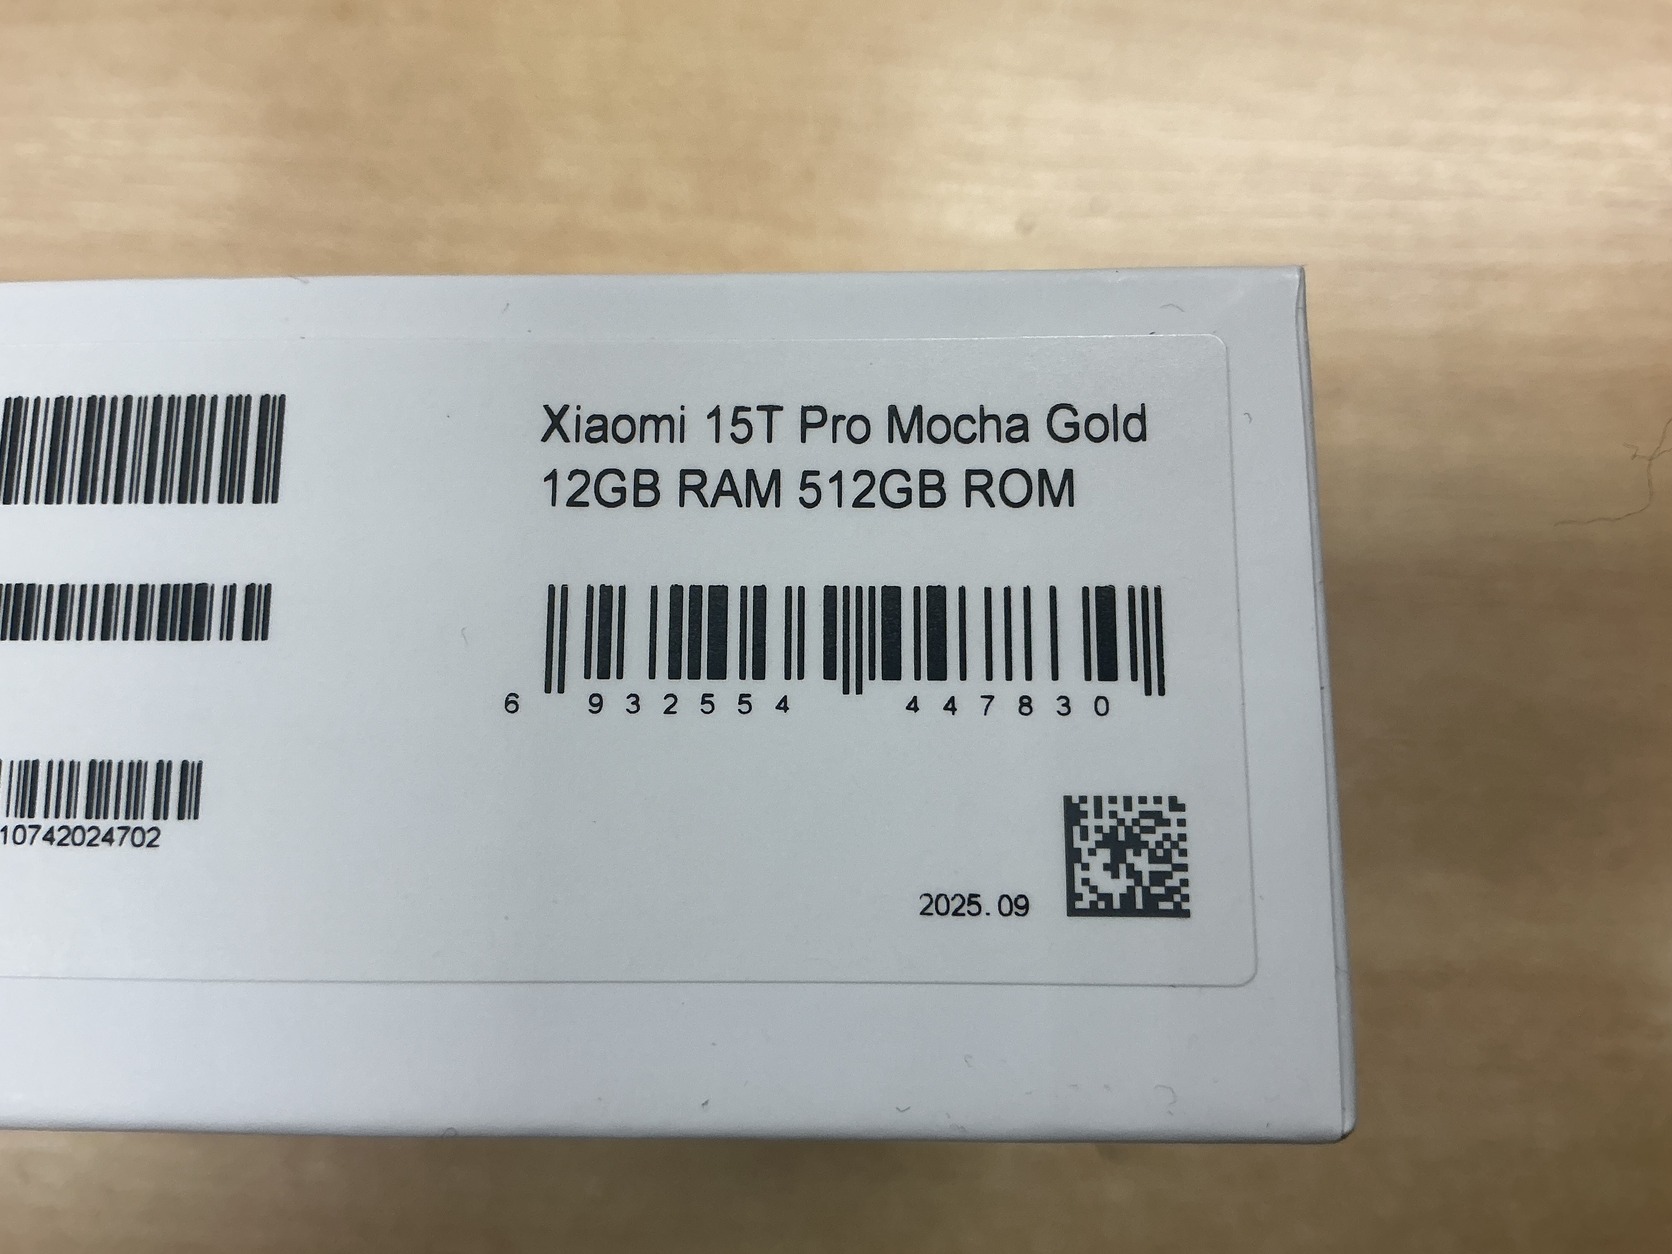 Xiaomi 15T Pro Mocha Gold
12GB RAM 512GB ROM
6 932554 447830
10742024702
2025.09